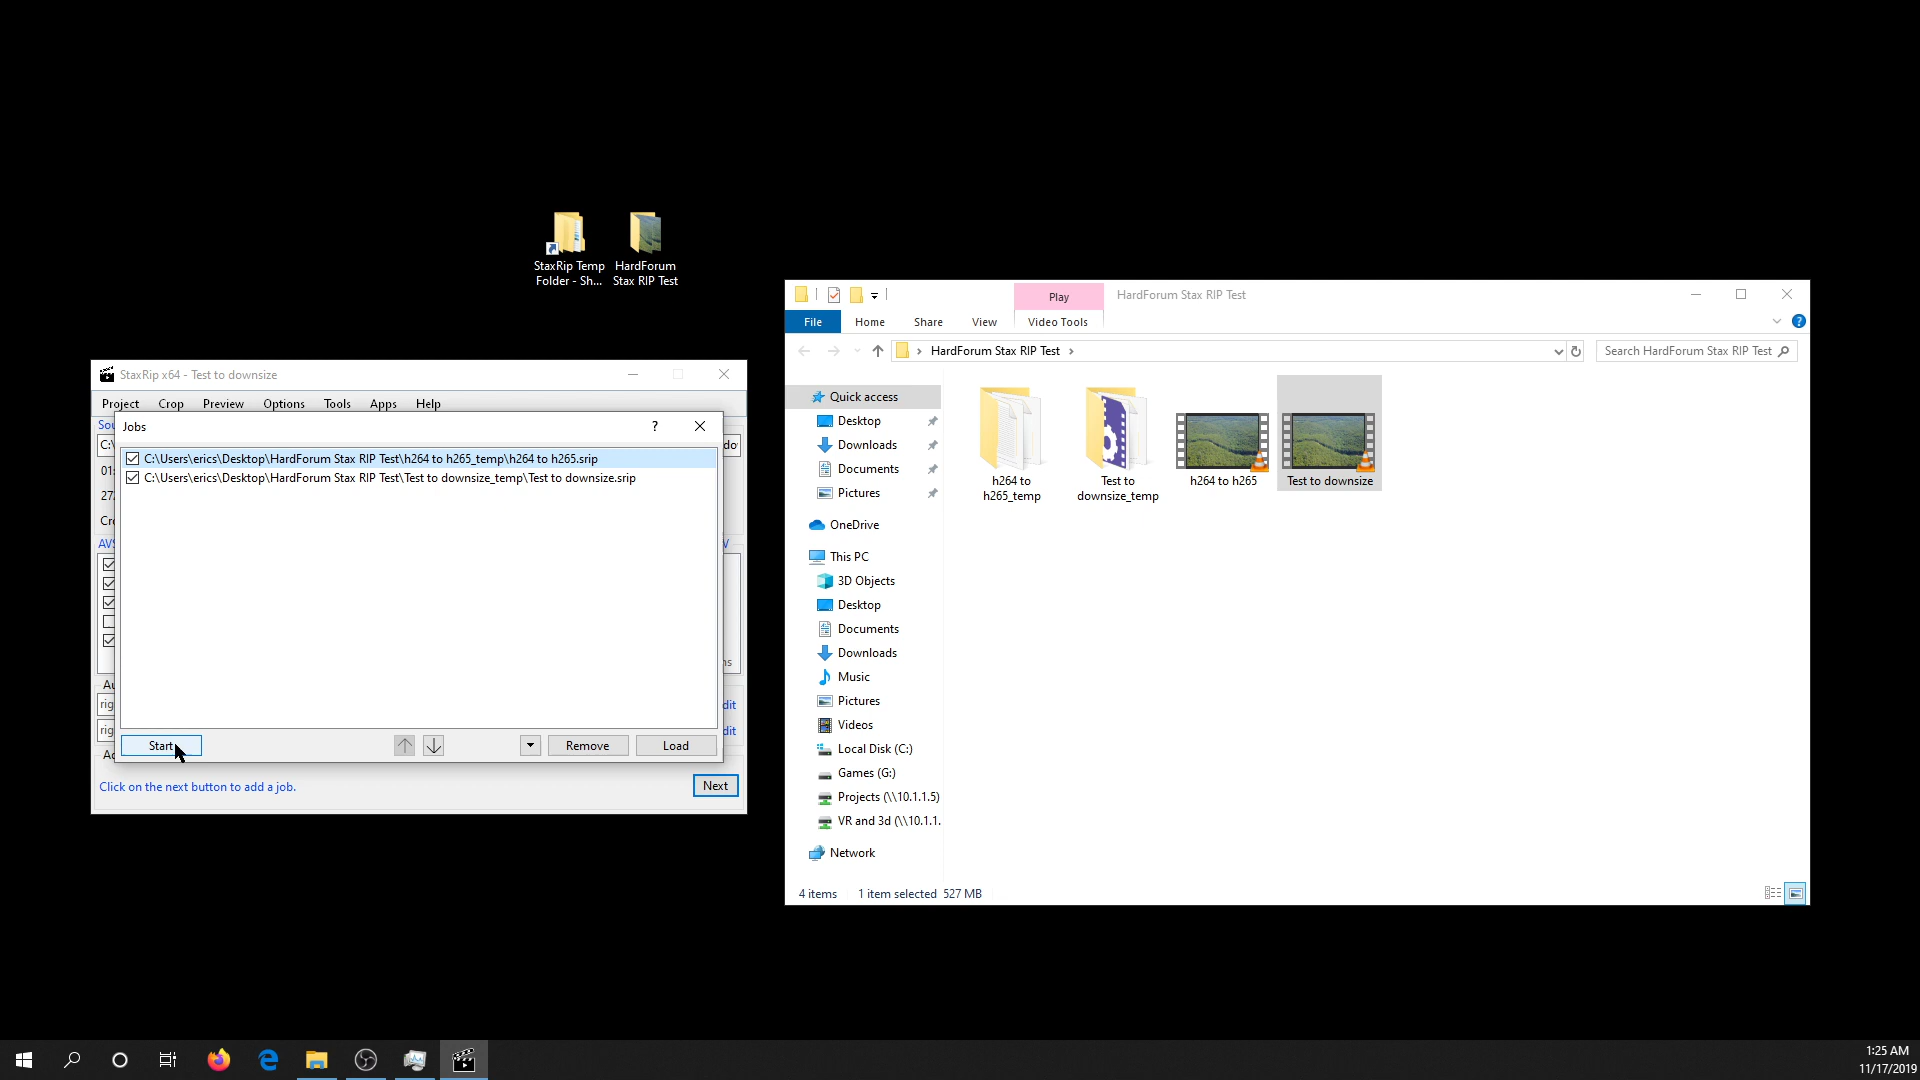 StaxRip Temp
Folder - Sh...
HardForum
Stax RIP Test
StaxRip x64 - Test to downsize
Project Crop Preview Options Tools Apps Help
Jobs
?
C:\Users\erics\Desktop\HardForum Stax RIP Test\h264 to h265_temp\h264 to h265.srip
C:\Users\erics\Desktop\HardForum Stax RIP Test\Test to downsize_temp\Test to downsize.srip
Start
Remove
Load
Click on the next button to add a job.
Next
Play
HardForum Stax RIP Test
File Home Share View Video Tools
?
HardForum Stax RIP Test
Search HardForum Stax RIP Test
Quick access
Desktop
Downloads
Documents
Pictures
OneDrive
This PC
3D Objects
Desktop
Documents
Downloads
Music
Pictures
Videos
Local Disk (C:)
Games (G:)
Projects (\\10.1.1.5)
VR and 3d (\\10.1.1.
Network
h264 to
h265_temp
Test to
downsize_temp
h264 to h265
Test to downsize
4 items 1 item selected 527 MB
1:25 AM
11/17/2019